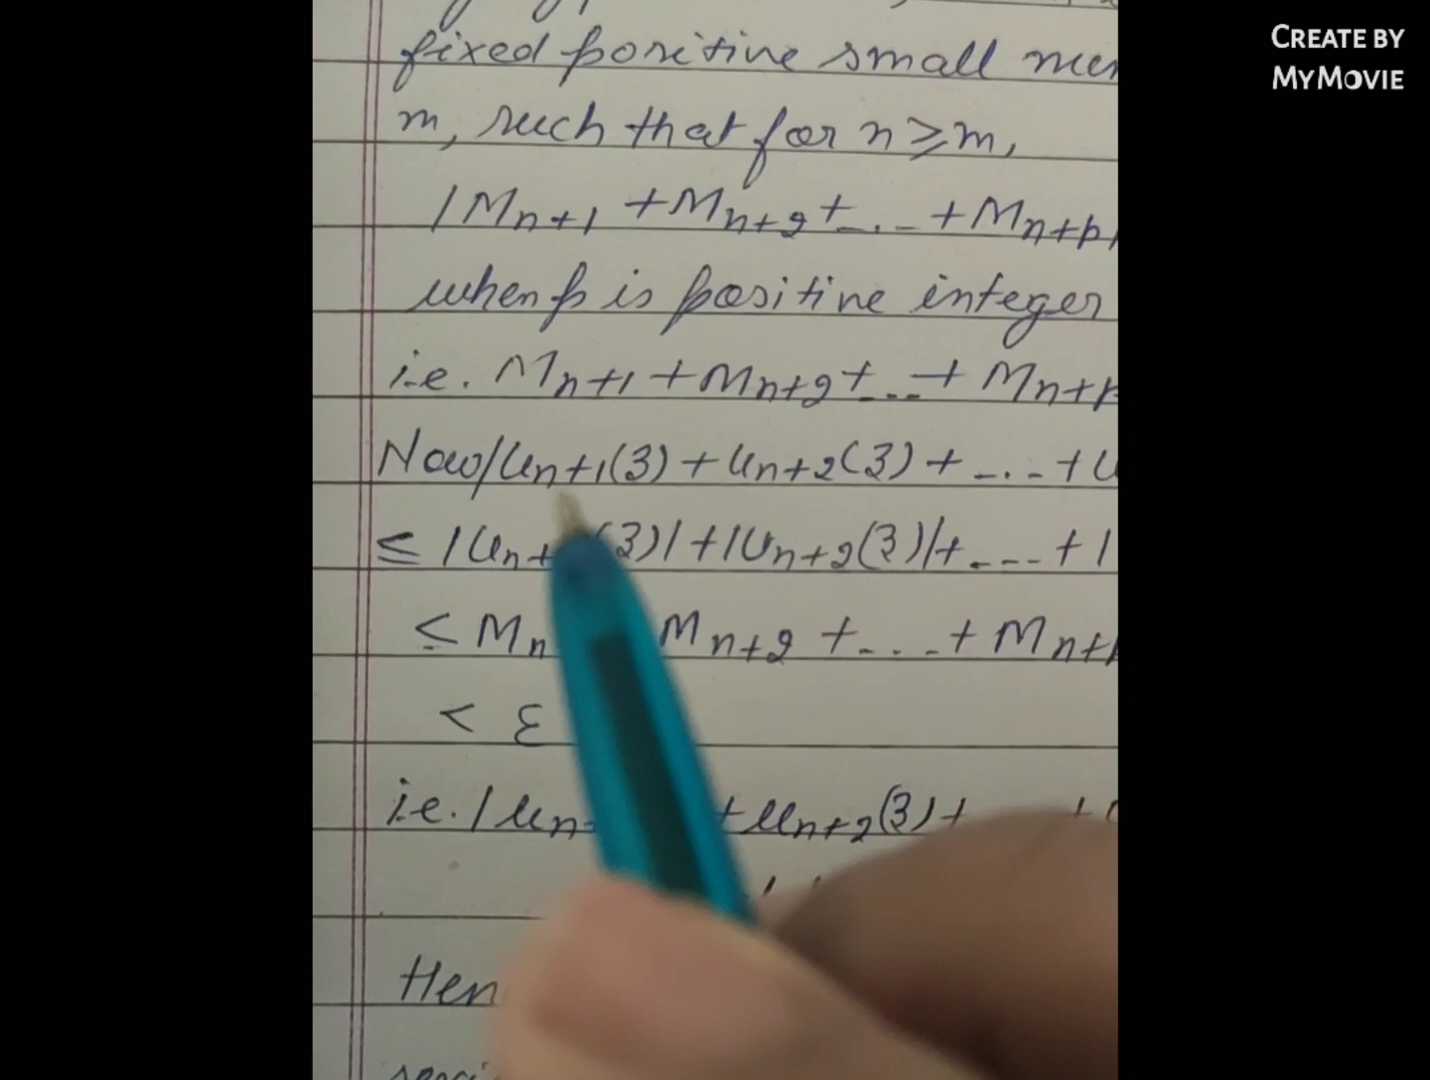 CREATE BY
MYMOVIE
fixed positive small
m, such that for n ≥ m,
|Mn+1 + Mn+2 + ... + Mn+p
when p is positive integer
i.e. Mn+1 + Mn+2 + ... + Mn+p
Now |Un+1(3) + Un+2(3) + .... + U
≤ |Un+ (3)| + |Un+2(3)| + .... + |
≤ Mn Mn+2 + .... + Mn+p
< ε
i.e. |Un +Un+2(3) + +